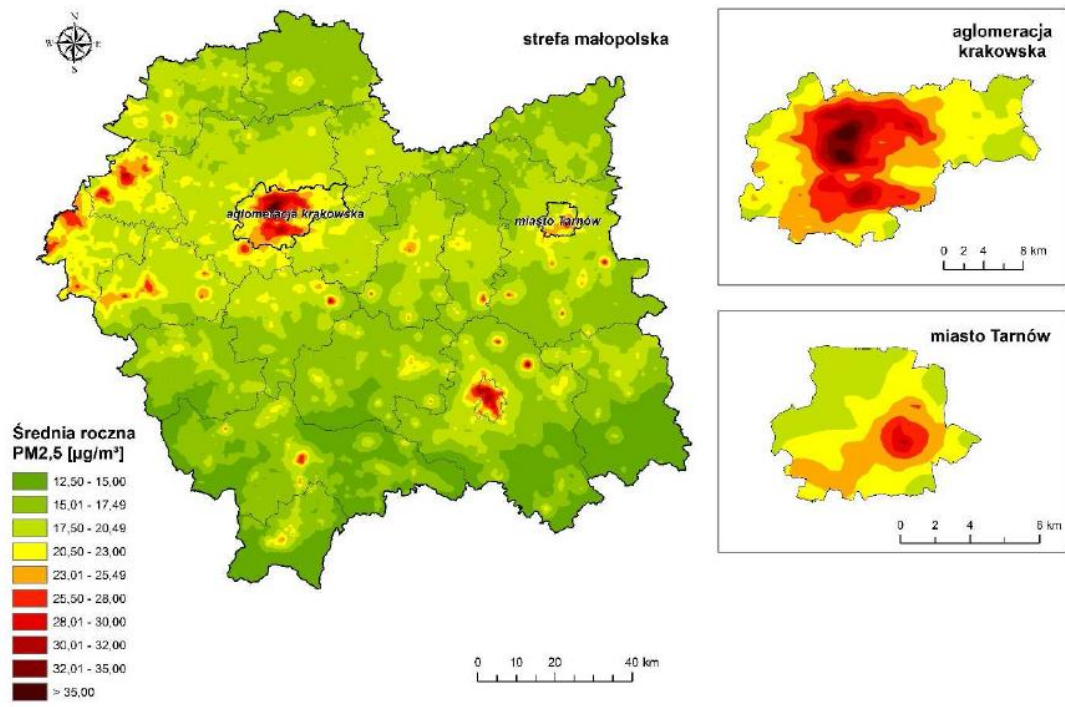 N
W
E
S
strefa małopolska
aglomeracja krakowska
miasto Tarnów
Średnia roczna
PM2,5 [µg/m³]
12,50 - 15,00
15,01 - 17,49
17,50 - 20,49
20,50 - 23,00
23,01 - 25,49
25,50 - 28,00
28,01 - 30,00
30,01 - 32,00
32,01 - 35,00
> 35,00
0 10 20 40 km
aglomeracja
krakowska
0 2 4 8 km
miasto Tarnów
0 2 4 8 km